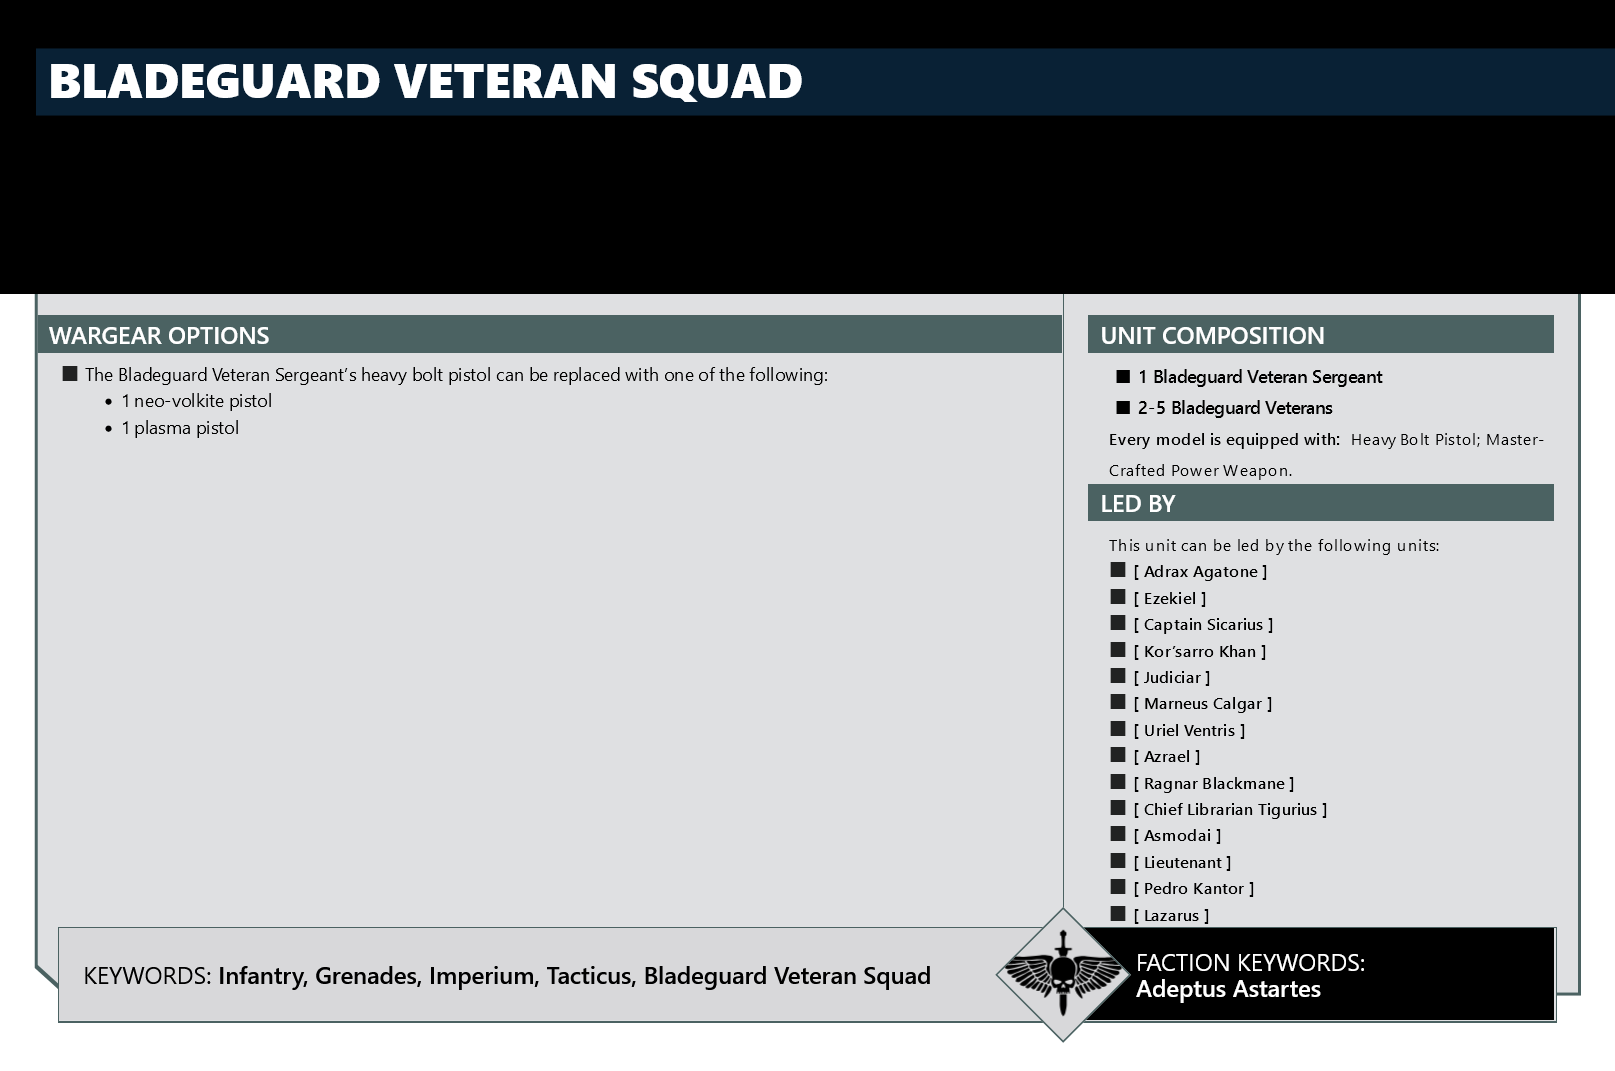 BLADEGUARD VETERAN SQUAD
WARGEAR OPTIONS
■ The Bladeguard Veteran Sergeant's heavy bolt pistol can be replaced with one of the following:
• 1 neo-volkite pistol
• 1 plasma pistol
UNIT COMPOSITION
■ 1 Bladeguard Veteran Sergeant
■ 2-5 Bladeguard Veterans
Every model is equipped with: Heavy Bolt Pistol; Master-
Crafted Power Weapon.
LED BY
This unit can be led by the following units:
■ [ Adrax Agatone ]
■ [ Ezekiel ]
■ [ Captain Sicarius ]
■ [ Kor'sarro Khan ]
■ [ Judiciar ]
■ [ Marneus Calgar ]
■ [ Uriel Ventris ]
■ [ Azrael ]
■ [ Ragnar Blackmane ]
■ [ Chief Librarian Tigurius ]
■ [ Asmodai ]
■ [ Lieutenant ]
■ [ Pedro Kantor ]
■ [ Lazarus ]
KEYWORDS: Infantry, Grenades, Imperium, Tacticus, Bladeguard Veteran Squad
FACTION KEYWORDS:
Adeptus Astartes